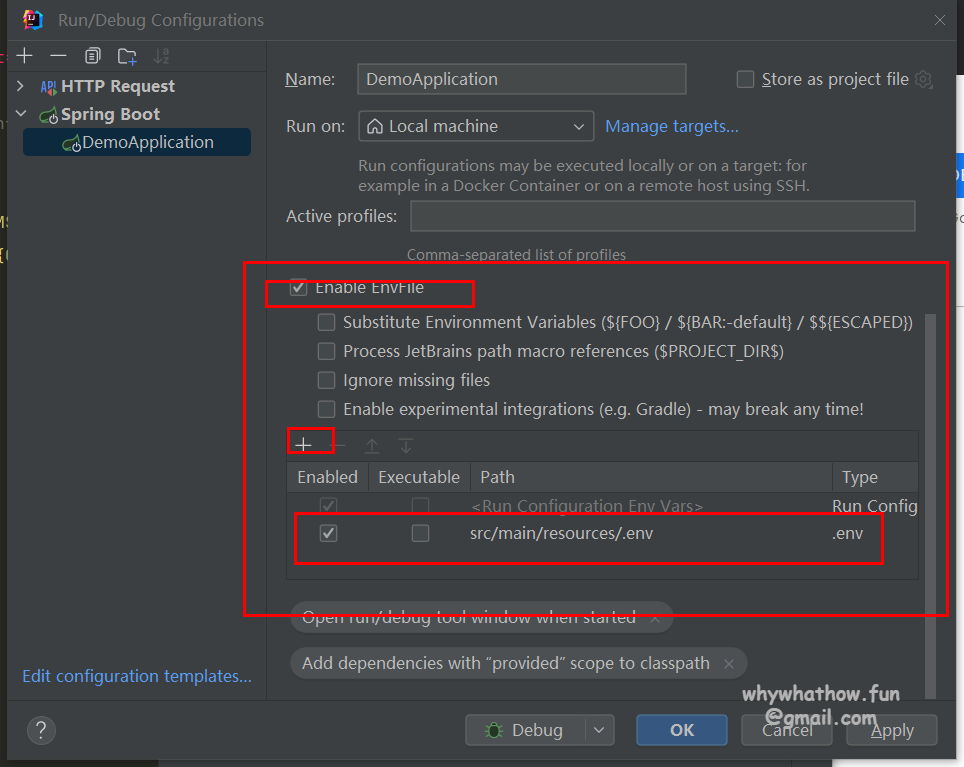 Run/Debug Configurations
API HTTP Request
Spring Boot
DemoApplication
Edit configuration templates...
Name: DemoApplication Store as project file
Run on: Local machine Manage targets...
Run configurations may be executed locally or on a target: for
example in a Docker Container or on a remote host using SSH.
Active profiles:
Comma-separated list of profiles
Enable EnvFile
Substitute Environment Variables (${FOO} / ${BAR:-default} / $${ESCAPED})
Process JetBrains path macro references ($PROJECT_DIR$)
Ignore missing files
Enable experimental integrations (e.g. Gradle) - may break any time!
Enabled Executable Path Type
<Run Configuration Env Vars> Run Config
src/main/resources/.env .env
Open run/debug tool window when started
Add dependencies with “provided” scope to classpath
? Debug OK Cancel Apply
whywhathow.fun
@gmail.com